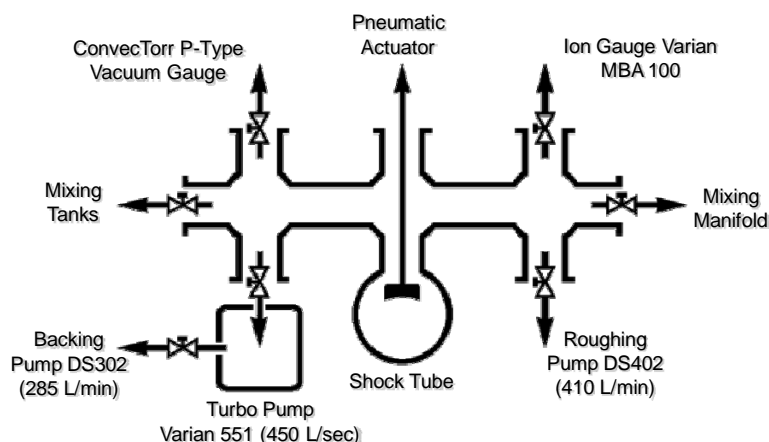 ConvecTorr P-Type
Vacuum Gauge
Pneumatic
Actuator
Ion Gauge Varian
MBA 100
Mixing
Tanks
Mixing
Manifold
Backing
Pump DS302
(285 L/min)
Turbo Pump
Varian 551 (450 L/sec)
Shock Tube
Roughing
Pump DS402
(410 L/min)